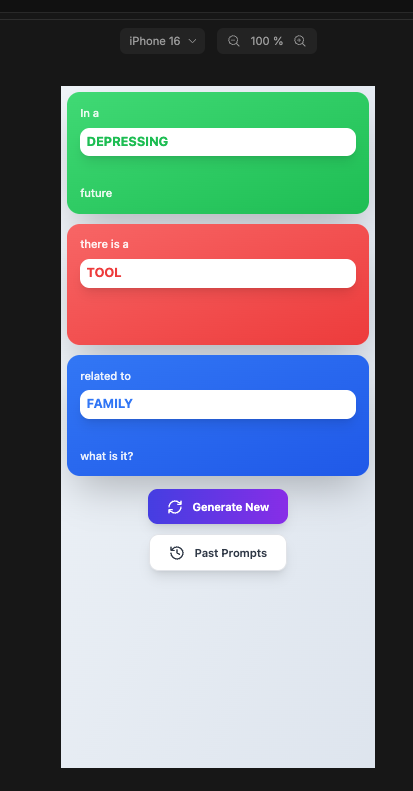 iPhone 16
100 %
In a
DEPRESSING
future
there is a
TOOL
related to
FAMILY
what is it?
Generate New
Past Prompts